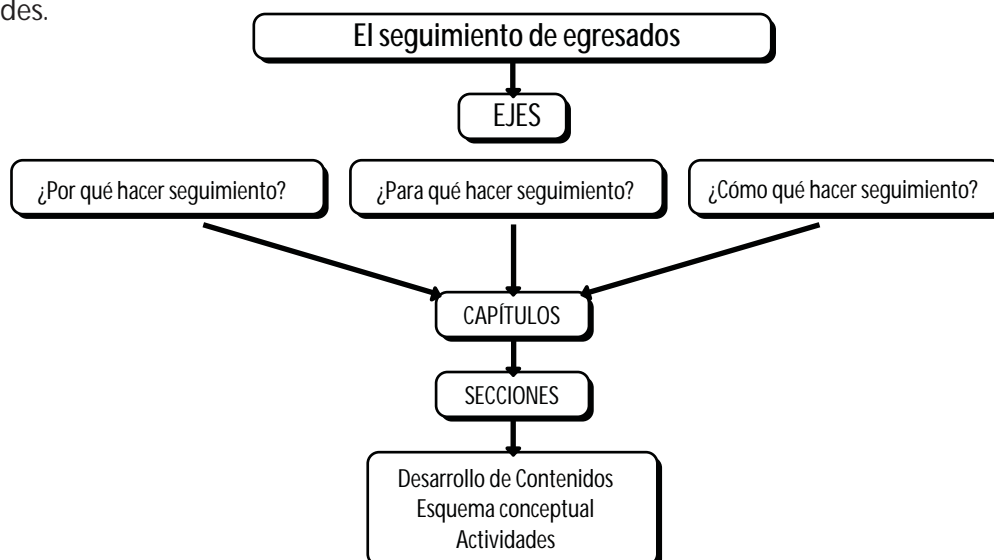 des.
El seguimiento de egresados
EJES
¿Por qué hacer seguimiento?
¿Para qué hacer seguimiento?
¿Cómo qué hacer seguimiento?
CAPÍTULOS
SECCIONES
Desarrollo de Contenidos
Esquema conceptual
Actividades